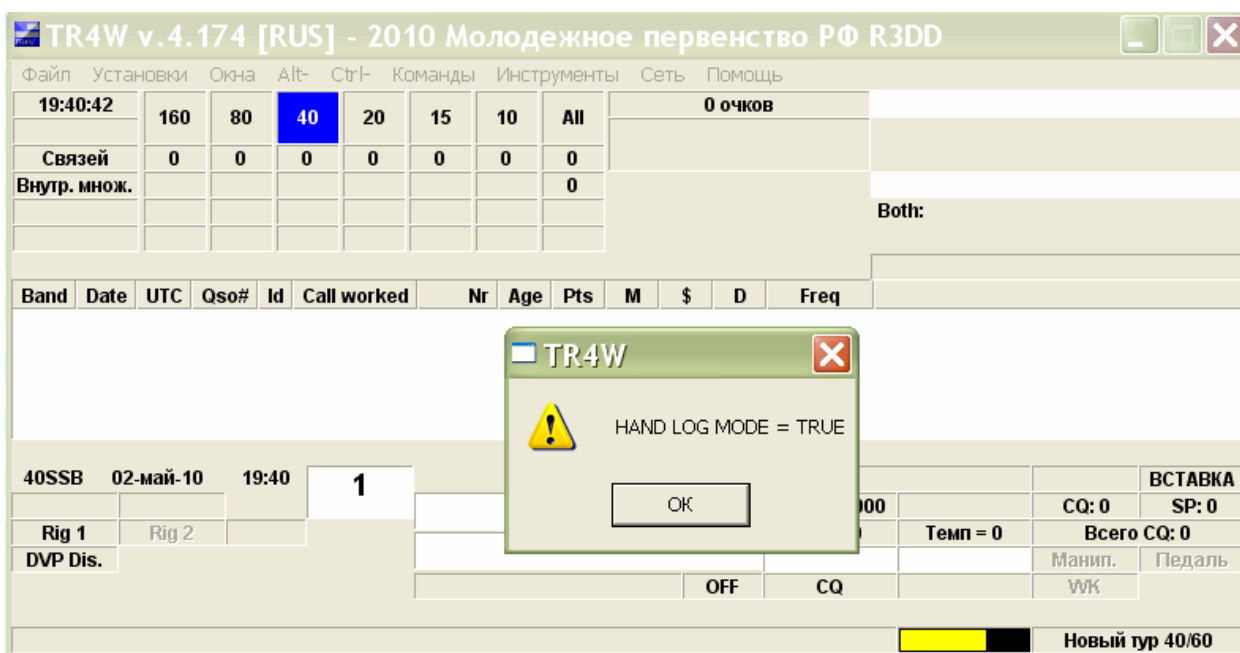 TR4W v.4.174 [RUS] - 2010 Молодежное первенство РФ R3DD
Файл Установки Окна Alt- Ctrl- Команды Инструменты Сеть Помощь
19:40:42 160 80 40 20 15 10 All 0 очков
Связей 0 0 0 0 0 0 0
Внутр. множ. 0
Both:
Band Date UTC Qso# Id Call worked Nr Age Pts M $ D Freq
TR4W
HAND LOG MODE = TRUE
OK
40SSB 02-май-10 19:40 1 ВСТАВКА
00 CQ: 0 SP: 0
Rig 1 Rig 2 Темп = 0 Всего CQ: 0
DVP Dis. Манип. Педаль
OFF CQ WK
Новый тур 40/60